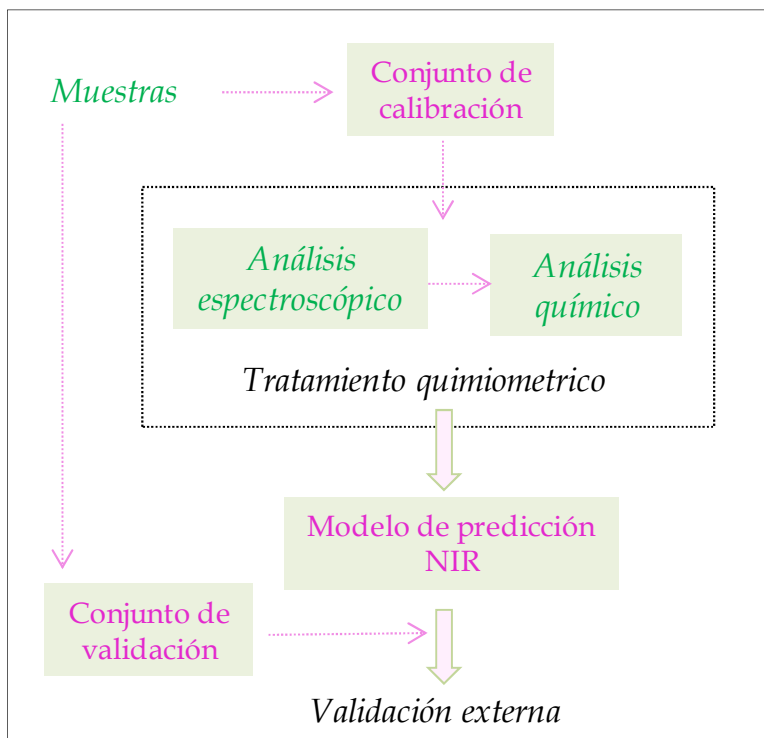 Muestras
Conjunto de
calibración
Análisis
espectroscópico
Análisis
químico
Tratamiento quimiometrico
Modelo de predicción
NIR
Conjunto de
validación
Validación externa